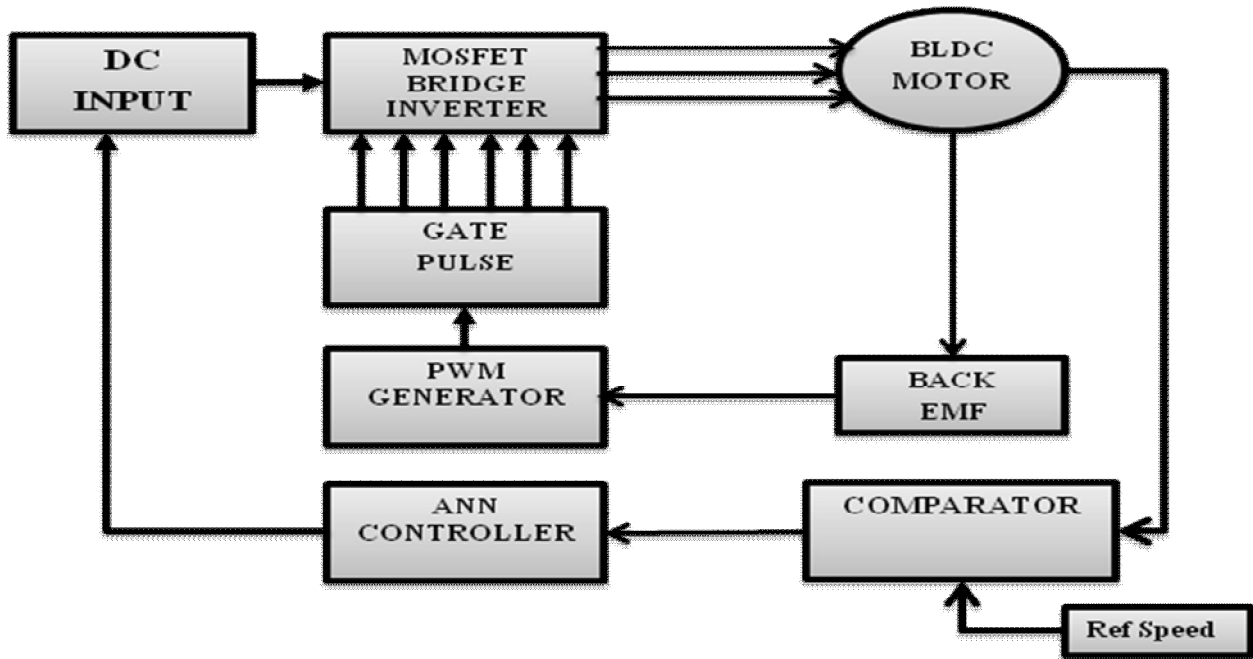 DC
INPUT
MOSFET
BRIDGE
INVERTER
BLDC
MOTOR
GATE
PULSE
PWM
GENERATOR
BACK
EMF
ANN
CONTROLLER
COMPARATOR
Ref Speed